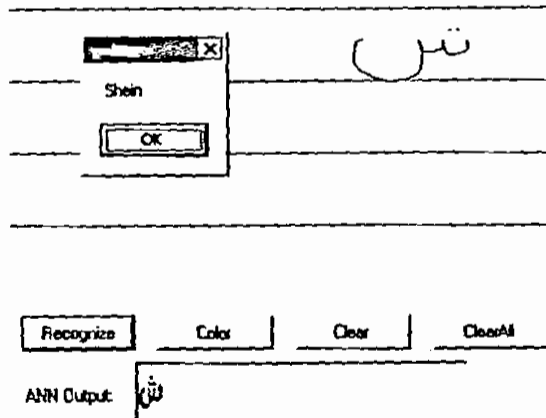 ش
Shein
OK
Recognize Color Clear ClearAll
ANN Output: ش